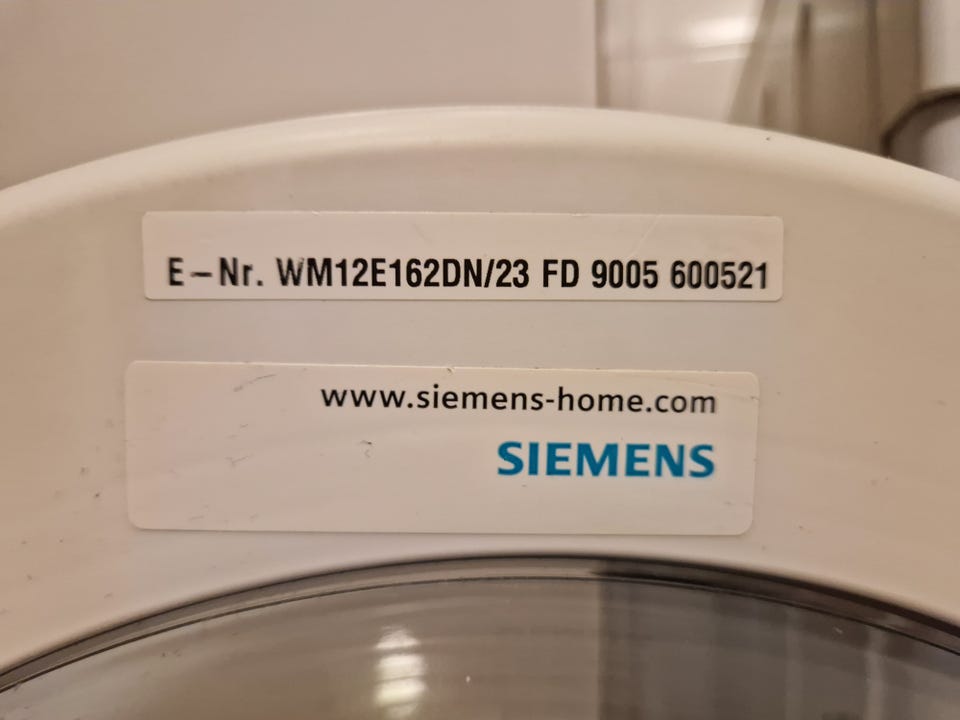 E-Nr. WM12E162DN/23 FD 9005 600521
www.siemens-home.com
SIEMENS